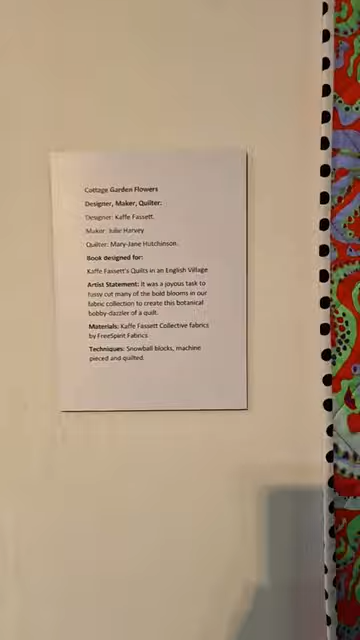 Cottage Garden Flowers
Designer, Maker, Quilter:
Designer: Kaffe Fassett.
Maker: Julie Harvey
Quilter: Mary-Jane Hutchinson.
Book designed for:
Kaffe Fassett's Quilts in an English Village
Artist Statement: It was a joyous task to
fussy cut many of the bold blooms in our
fabric collection to create this botanical
bobby-dazzler of a quilt.
Materials: Kaffe Fassett Collective fabrics
by FreeSpirit Fabrics
Techniques: Snowball blocks, machine
pieced and quilted.